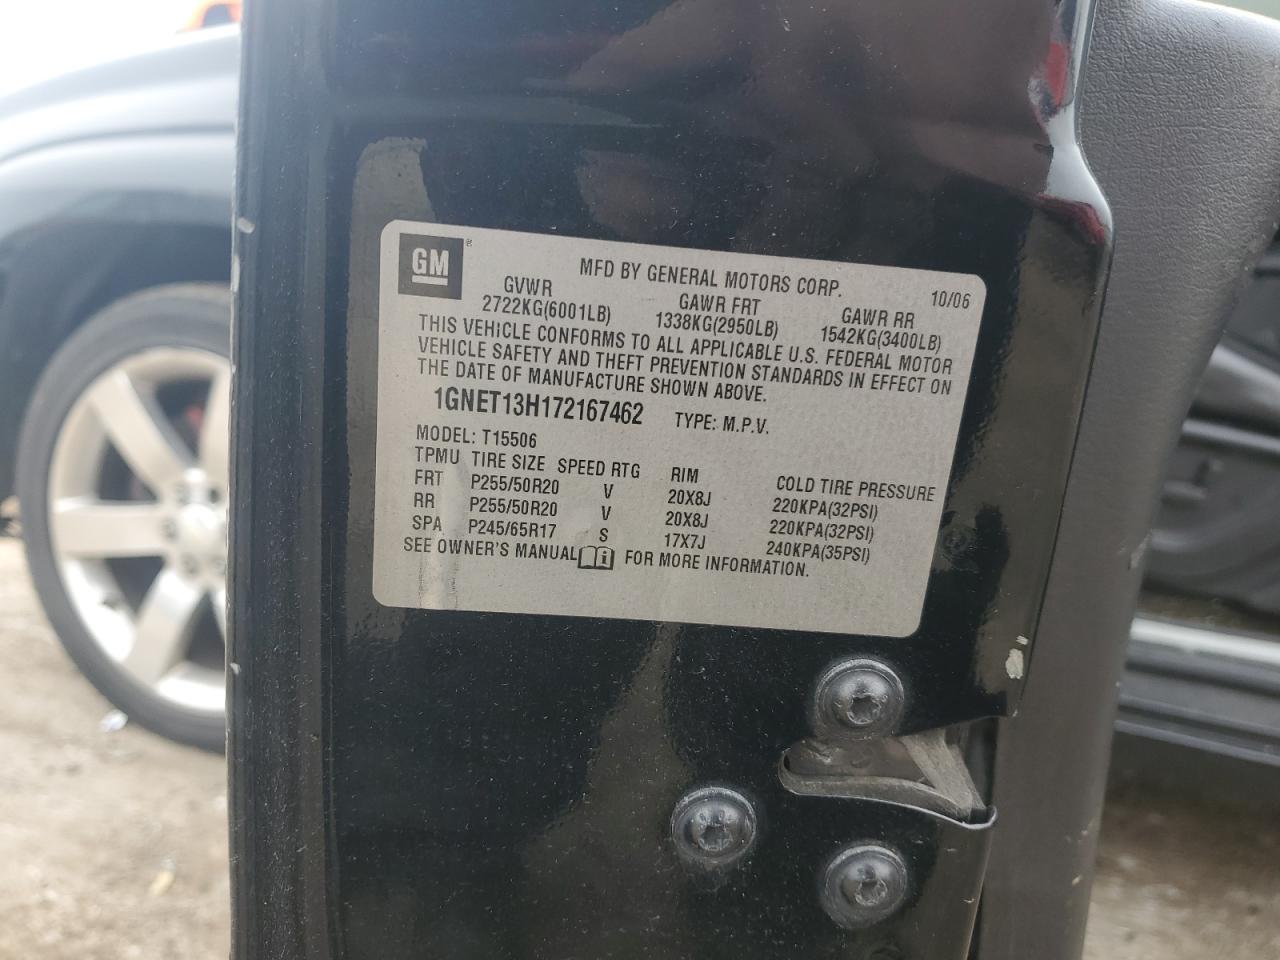 GM®
MFD BY GENERAL MOTORS CORP. 10/06
GVWR GAWR FRT GAWR RR
2722KG(6001LB) 1338KG(2950LB) 1542KG(3400LB)
THIS VEHICLE CONFORMS TO ALL APPLICABLE U.S. FEDERAL MOTOR
VEHICLE SAFETY AND THEFT PREVENTION STANDARDS IN EFFECT ON
THE DATE OF MANUFACTURE SHOWN ABOVE.
1GNET13H172167462 TYPE: M.P.V.
MODEL: T15506
TPMU TIRE SIZE SPEED RTG RIM COLD TIRE PRESSURE
FRT P255/50R20 V 20X8J 220KPA(32PSI)
RR P255/50R20 V 20X8J 220KPA(32PSI)
SPA P245/65R17 S 17X7J 240KPA(35PSI)
SEE OWNER'S MANUAL i FOR MORE INFORMATION.